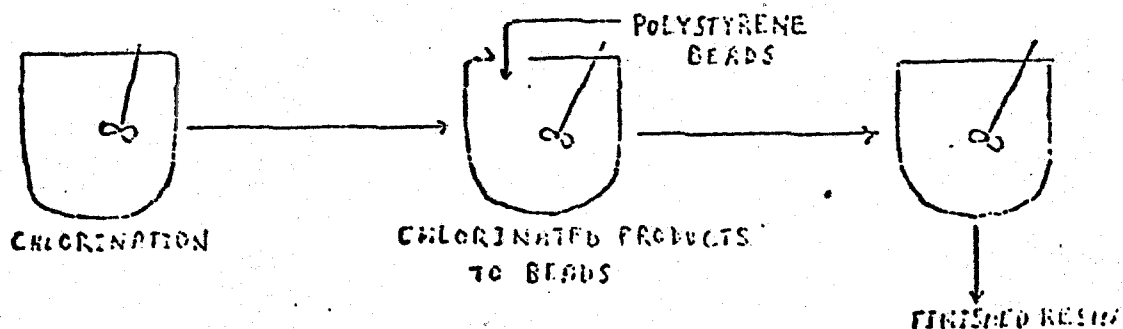 POLYSTYRENE
BEADS
CHLORINATION
CHLORINATED PRODUCTS
TO BEADS
FINISHED RESIN